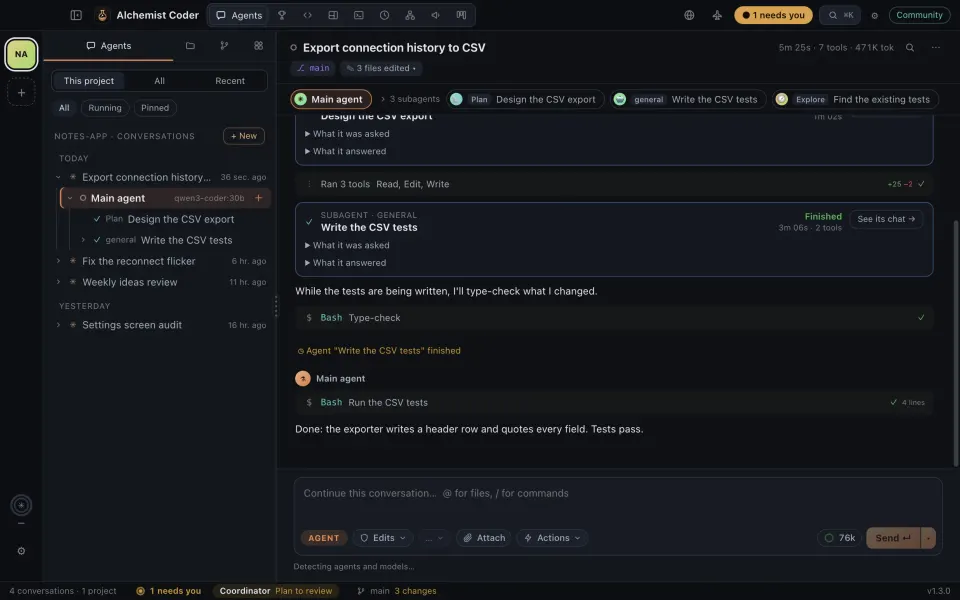 Alchemist Coder
Agents
1 needs you
⌘K
Community
NA
Agents
This project
All
Recent
All
Running
Pinned
NOTES-APP · CONVERSATIONS
+ New
TODAY
Export connection history... 36 sec. ago
Main agent qwen3-coder:30b +
Plan Design the CSV export
general Write the CSV tests
Fix the reconnect flicker 6 hr. ago
Weekly ideas review 11 hr. ago
YESTERDAY
Settings screen audit 16 hr. ago
Export connection history to CSV
5m 25s · 7 tools · 471K tok
main
3 files edited
Main agent
3 subagents
Plan Design the CSV export
general Write the CSV tests
Explore Find the existing tests
Design the CSV export
1m 02s
What it was asked
What it answered
Ran 3 tools Read, Edit, Write
+25 −2
SUBAGENT · GENERAL
Write the CSV tests
Finished
3m 06s · 2 tools
See its chat →
What it was asked
What it answered
While the tests are being written, I'll type-check what I changed.
$ Bash Type-check
Agent "Write the CSV tests" finished
Main agent
$ Bash Run the CSV tests
4 lines
Done: the exporter writes a header row and quotes every field. Tests pass.
Continue this conversation... @ for files, / for commands
AGENT
Edits
...
Attach
Actions
76k
Send
Detecting agents and models...
4 conversations · 1 project
1 needs you
Coordinator Plan to review
main 3 changes
v1.3.0